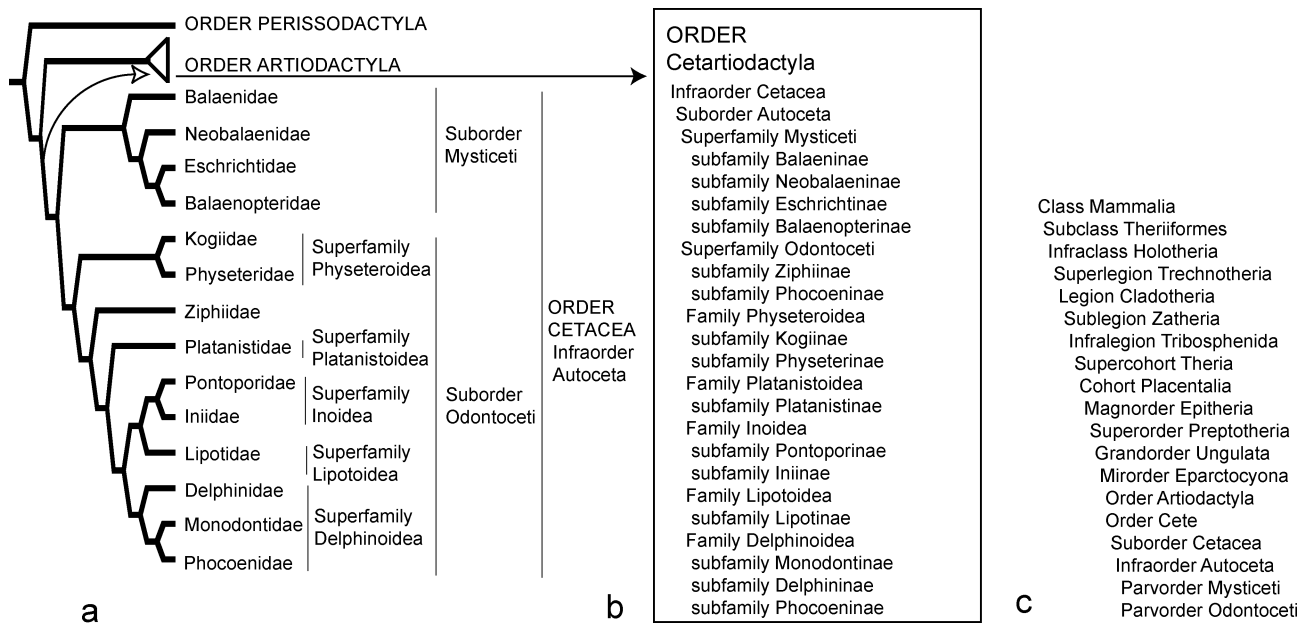 ORDER PERISSODACTYLA
ORDER ARTIODACTYLA
Balaenidae
Neobalaenidae
Eschrichtidae
Balaenopteridae
Suborder
Mysticeti
Kogiidae
Physeteridae
Superfamily
Physeteroidea
Ziphiidae
Platanistidae
Superfamily
Platanistoidea
Pontoporidae
Iniidae
Superfamily
Inoidea
Lipotidae
Superfamily
Lipotoidea
Delphinidae
Monodontidae
Phocoenidae
Superfamily
Delphinoidea
Suborder
Odontoceti
ORDER
CETACEA
Infraorder
Autoceta
a
ORDER
Cetartiodactyla
Infraorder Cetacea
Suborder Autoceta
Superfamily Mysticeti
subfamily Balaeninae
subfamily Neobalaeninae
subfamily Eschrichtinae
subfamily Balaenopterinae
Superfamily Odontoceti
subfamily Ziphiinae
subfamily Phocoeninae
Family Physeteroidea
subfamily Kogiinae
subfamily Physeterinae
Family Platanistoidea
subfamily Platanistinae
Family Inoidea
subfamily Pontoporinae
subfamily Iniinae
Family Lipotoidea
subfamily Lipotinae
Family Delphinoidea
subfamily Monodontinae
subfamily Delphininae
subfamily Phocoeninae
b
Class Mammalia
Subclass Theriiformes
Infraclass Holotheria
Superlegion Trechnotheria
Legion Cladotheria
Sublegion Zatheria
Infralegion Tribosphenida
Supercohort Theria
Cohort Placentalia
Magnorder Epitheria
Superorder Preptotheria
Grandorder Ungulata
Mirorder Eparctocyona
Order Artiodactyla
Order Cete
Suborder Cetacea
Infraorder Autoceta
Parvorder Mysticeti
Parvorder Odontoceti
c